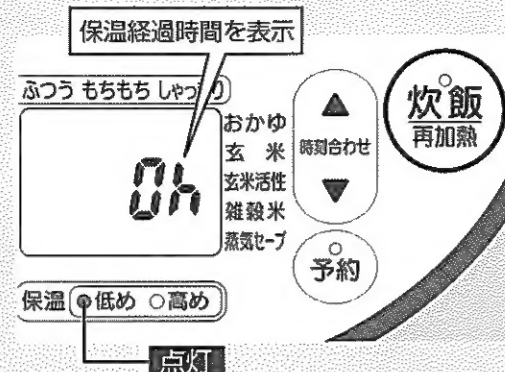 保温経過時間を表示
ふつう もちもち しゃっきり
おかゆ
玄 米
玄米活性
雑穀米
蒸気セーブ
0h
時刻合わせ
炊飯
再加熱
予約
保温 低め 高め
点灯